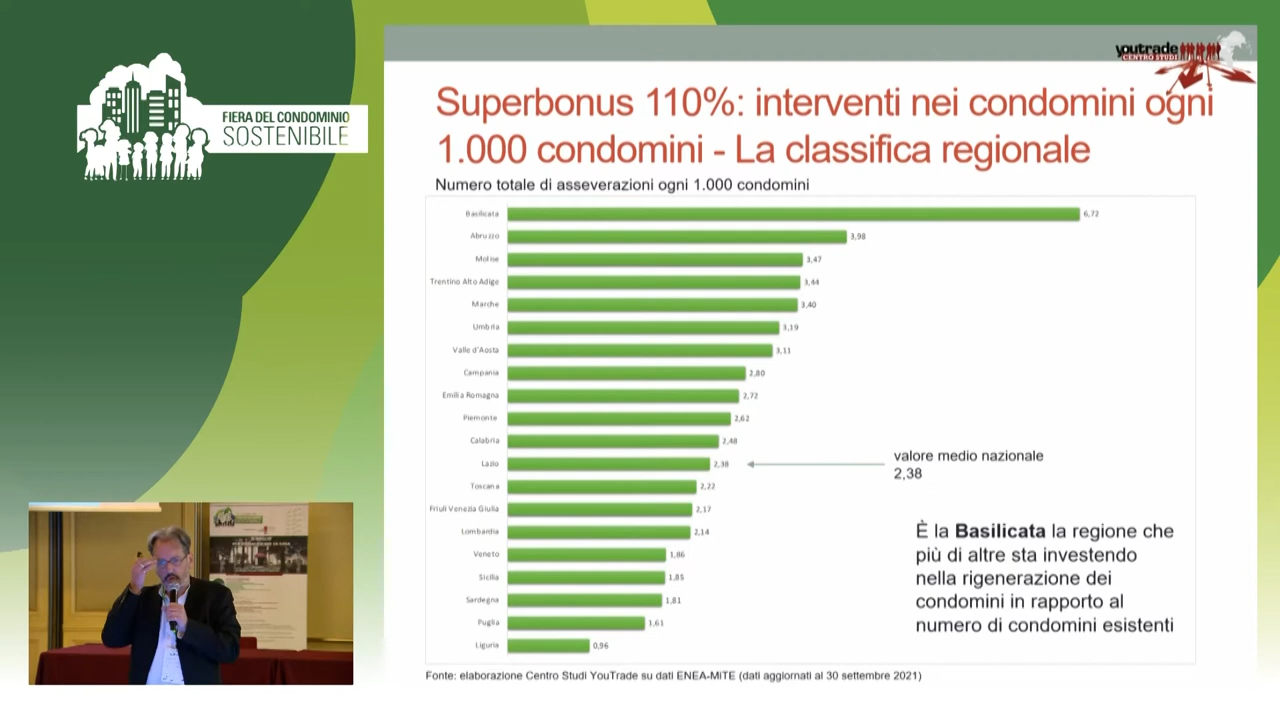 FIERA DEL CONDOMINIO
SOSTENIBILE
youtrade
CENTRO STUDI
Superbonus 110%: interventi nei condomini ogni
1.000 condomini - La classifica regionale
Numero totale di asseverazioni ogni 1.000 condomini
Basilicata 6,72
Abruzzo 3,98
Molise 3,47
Trentino Alto Adige 3,44
Marche 3,40
Umbria 3,19
Valle d'Aosta 3,11
Campania 2,80
Emilia Romagna 2,72
Piemonte 2,62
Calabria 2,48
Lazio 2,38
valore medio nazionale
2,38
Toscana 2,22
Friuli Venezia Giulia 2,17
Lombardia 2,14
Veneto 1,86
Sicilia 1,85
Sardegna 1,81
Puglia 1,61
Liguria 0,96
È la Basilicata la regione che
più di altre sta investendo
nella rigenerazione dei
condomini in rapporto al
numero di condomini esistenti
Fonte: elaborazione Centro Studi YouTrade su dati ENEA-MiTE (dati aggiornati al 30 settembre 2021)